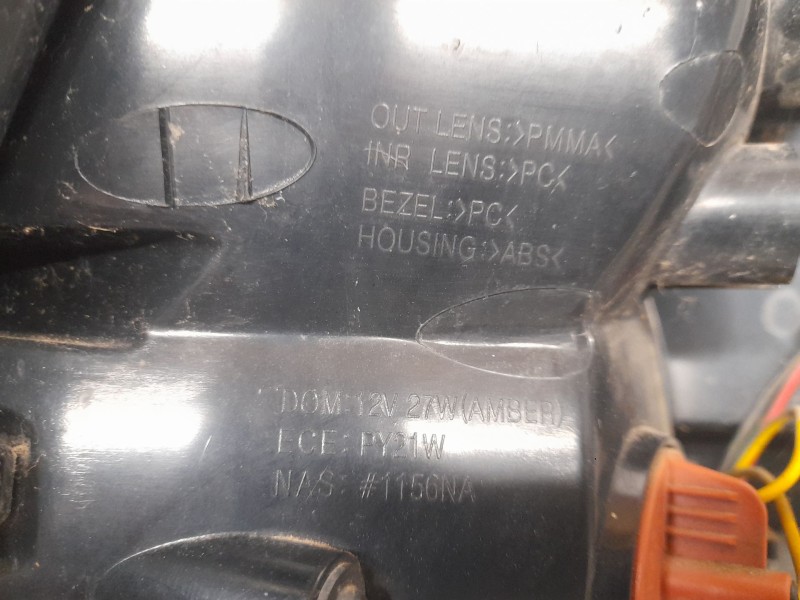 OUT LENS:>PMMA<
INR LENS:>PC<
BEZEL:>PC<
HOUSING:>ABS<
DOM: 12V 27W(AMBER)
ECE: PY21W
NAS: #1156NA